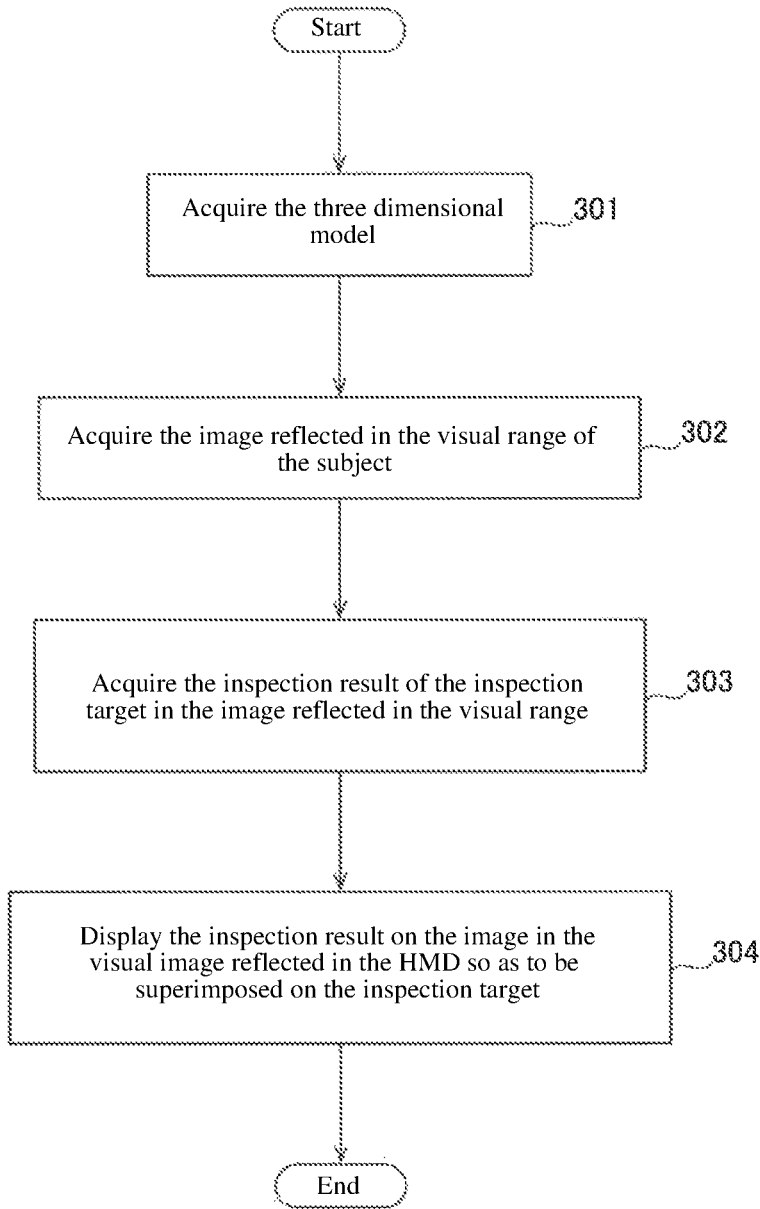 Start
Acquire the three dimensional
model
301
Acquire the image reflected in the visual range of
the subject
302
Acquire the inspection result of the inspection
target in the image reflected in the visual range
303
Display the inspection result on the image in the
visual image reflected in the HMD so as to be
superimposed on the inspection target
304
End